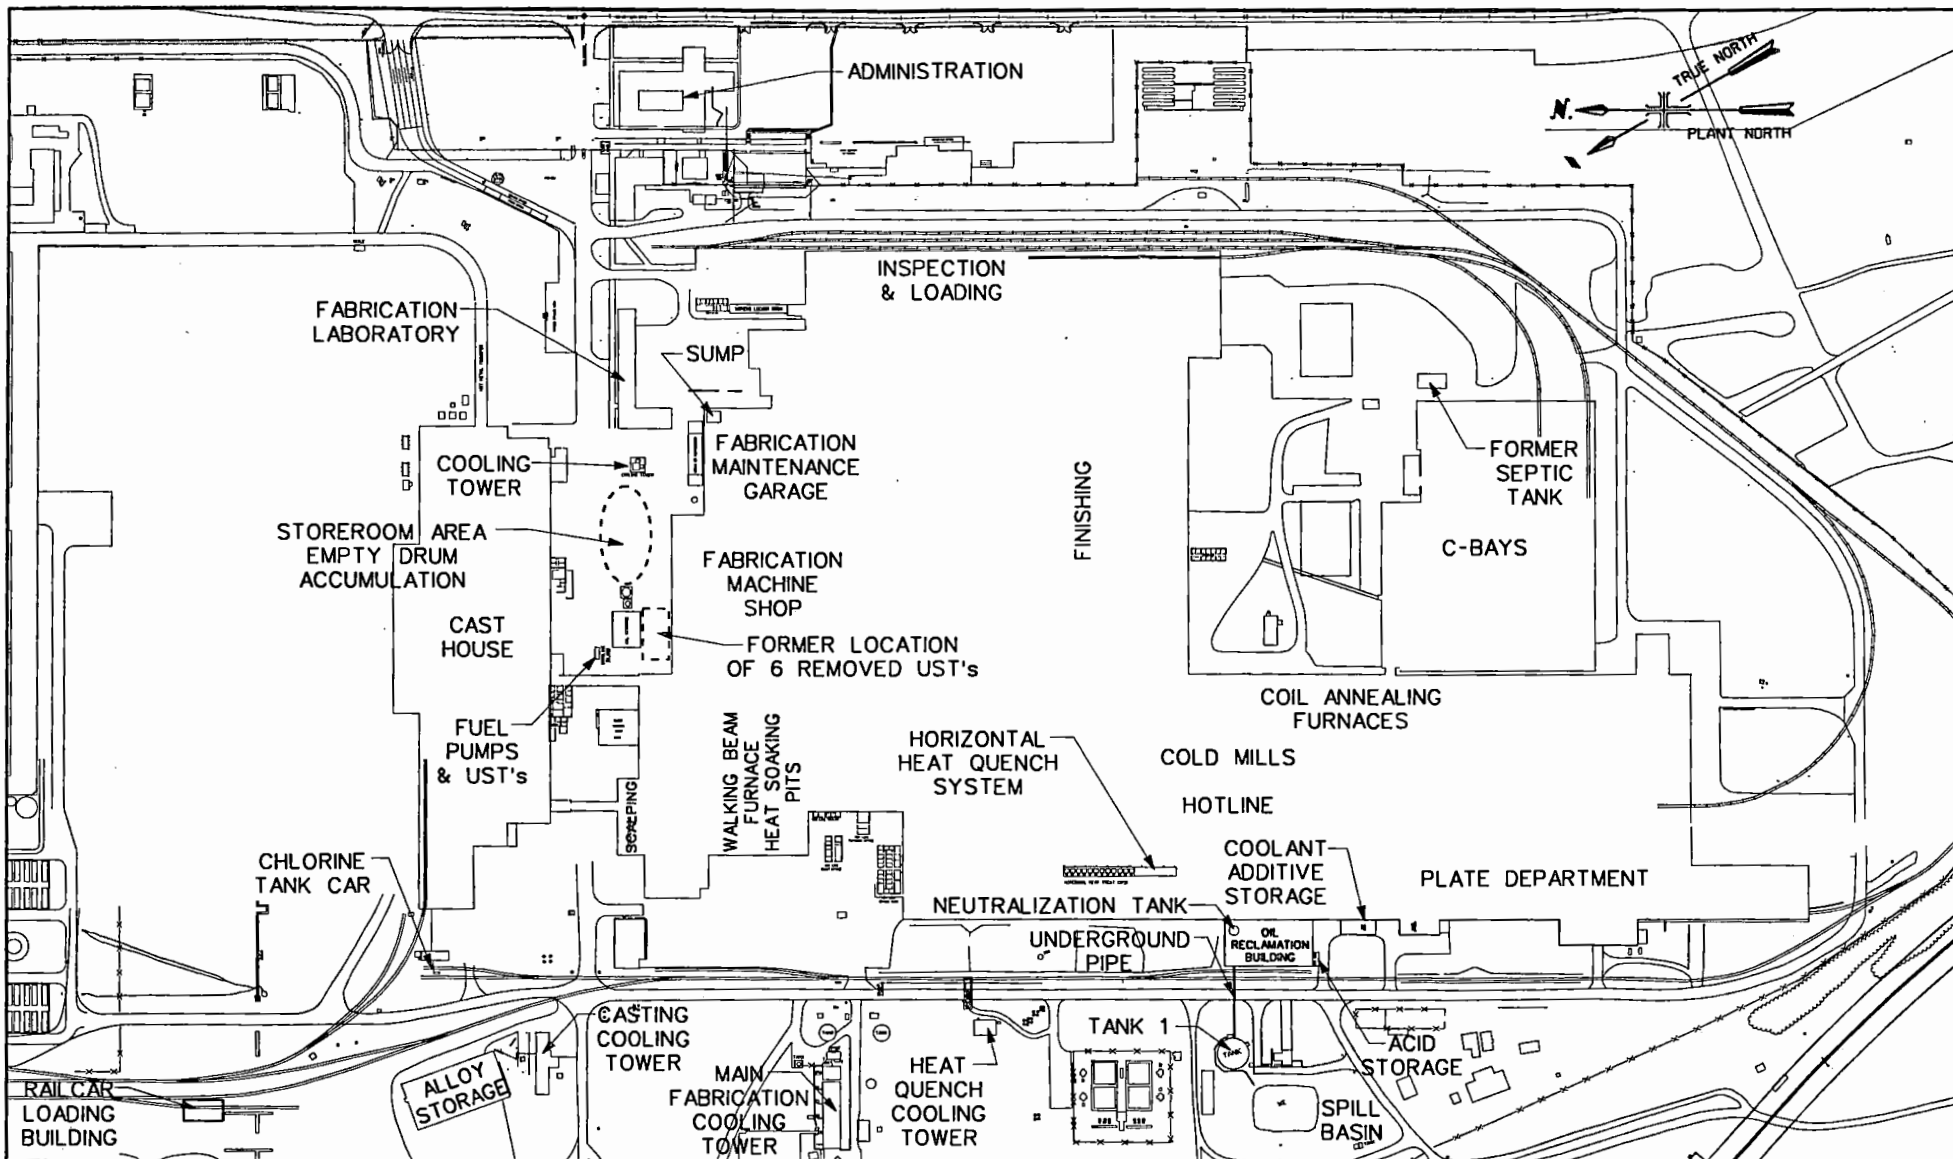 ADMINISTRATION
TRUE NORTH
N.
PLANT NORTH
INSPECTION
& LOADING
FABRICATION
LABORATORY
SUMP
COOLING
TOWER
FABRICATION
MAINTENANCE
GARAGE
FORMER
SEPTIC
TANK
STOREROOM AREA
EMPTY DRUM
ACCUMULATION
FINISHING
C-BAYS
FABRICATION
MACHINE
SHOP
CAST
HOUSE
FORMER LOCATION
OF 6 REMOVED UST's
FUEL
PUMPS
& UST's
COIL ANNEALING
FURNACES
WALKING BEAM
FURNACE
HEAT SOAKING
PITS
SCALPING
HORIZONTAL
HEAT QUENCH
SYSTEM
COLD MILLS
HOTLINE
CHLORINE
TANK CAR
COOLANT
ADDITIVE
STORAGE
PLATE DEPARTMENT
NEUTRALIZATION TANK
OIL
RECLAMATION
BUILDING
UNDERGROUND
PIPE
CASTING
COOLING
TOWER
TANK 1
TANK
ACID
STORAGE
ALLOY
STORAGE
RAILCAR
LOADING
BUILDING
MAIN
FABRICATION
COOLING
TOWER
HEAT
QUENCH
COOLING
TOWER
SPILL
BASIN